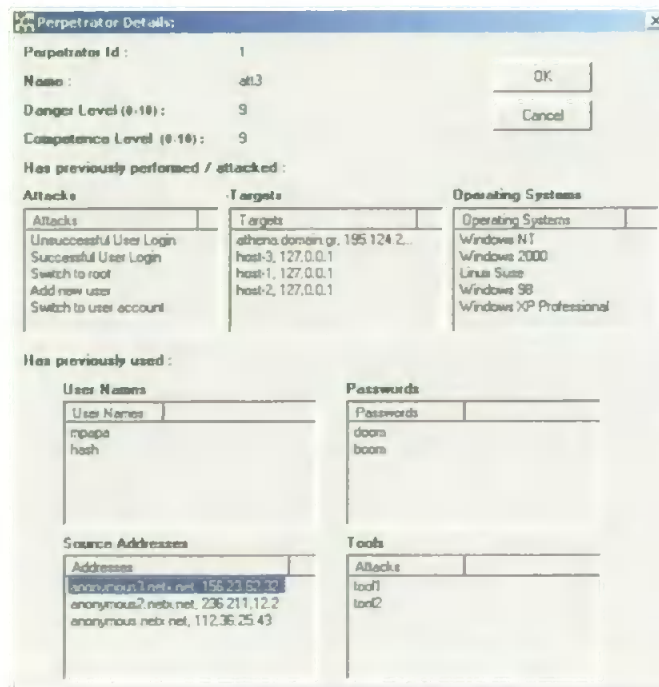 Perpetrator Details:
Perpetrator Id : 1
Name : att3
OK
Danger Level (0-10) : 9
Cancel
Competence Level (0-10) : 9
Has previously performed / attacked :
Attacks Targets Operating Systems
Attacks Targets Operating Systems
Unsuccessful User Login athena.domain.gr, 195.124.2... Windows NT
Successful User Login host-3, 127.0.0.1 Windows 2000
Switch to root host-1, 127.0.0.1 Linux Suse
Add new user host-2, 127.0.0.1 Windows 98
Switch to user account Windows XP Professional
Has previously used :
User Names Passwords
User Names Passwords
mpapa doom
hash boom
Source Addresses Tools
Addresses Attacks
anonymous3.netx.net, 156.23.62.32 tool1
anonymous2.netx.net, 236.211.12.2 tool2
anonymous.netx.net, 112.36.25.43